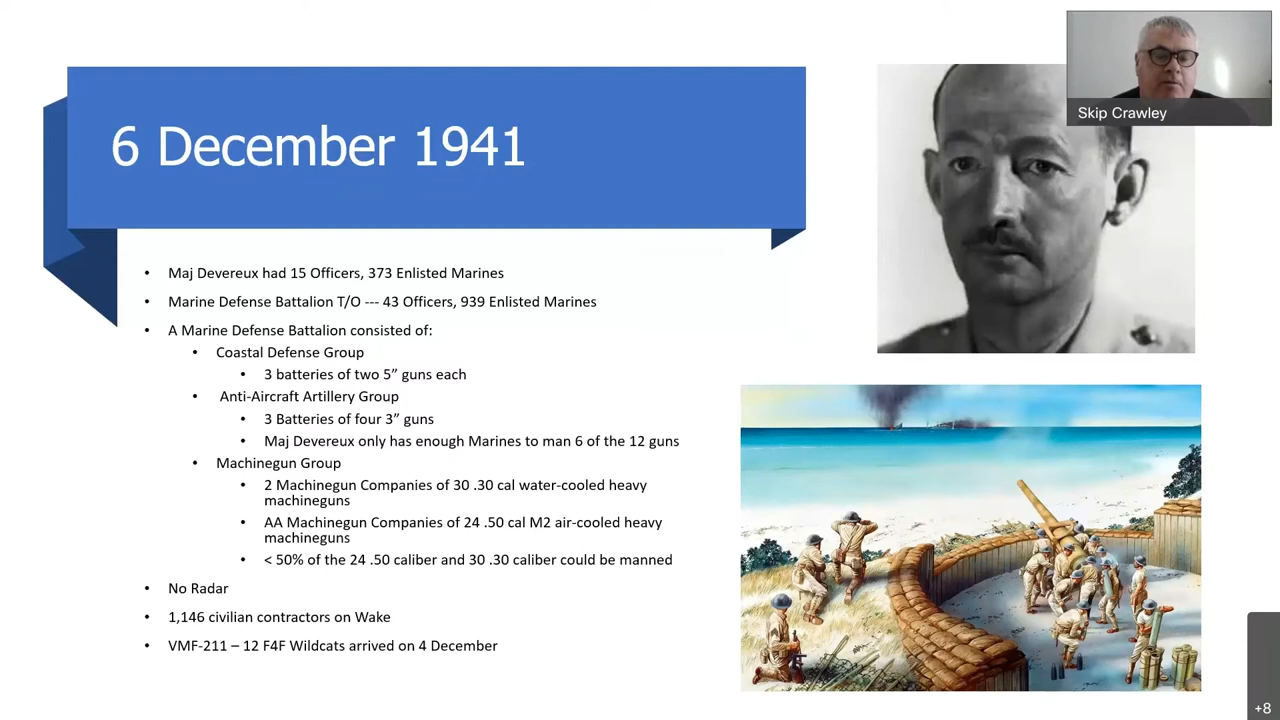 6 December 1941
Skip Crawley
• Maj Devereux had 15 Officers, 373 Enlisted Marines
• Marine Defense Battalion T/O --- 43 Officers, 939 Enlisted Marines
• A Marine Defense Battalion consisted of:
• Coastal Defense Group
• 3 batteries of two 5” guns each
• Anti-Aircraft Artillery Group
• 3 Batteries of four 3” guns
• Maj Devereux only has enough Marines to man 6 of the 12 guns
• Machinegun Group
• 2 Machinegun Companies of 30 .30 cal water-cooled heavy
machineguns
• AA Machinegun Companies of 24 .50 cal M2 air-cooled heavy
machineguns
• < 50% of the 24 .50 caliber and 30 .30 caliber could be manned
• No Radar
• 1,146 civilian contractors on Wake
• VMF-211 – 12 F4F Wildcats arrived on 4 December
+8